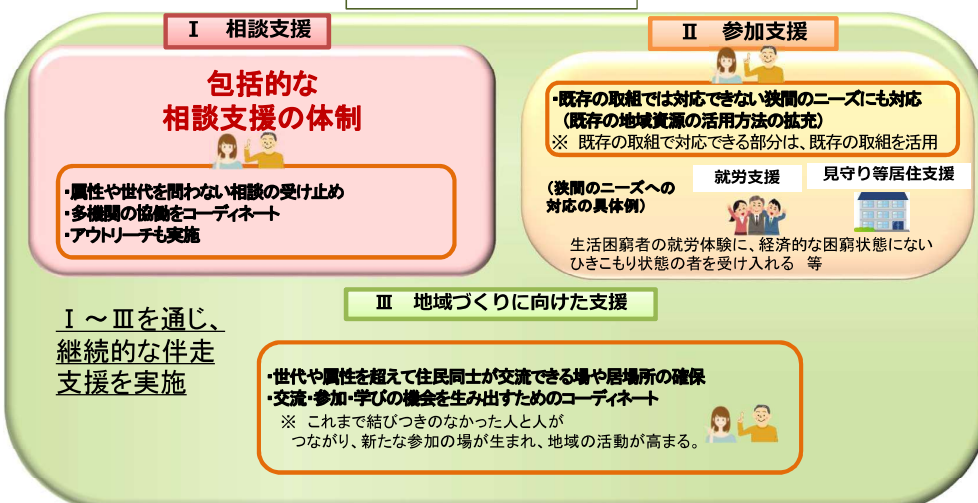 Ⅰ 相談支援
包括的な
相談支援の体制
・属性や世代を問わない相談の受け止め
・多機関の協働をコーディネート
・アウトリーチも実施
Ⅱ 参加支援
・既存の取組では対応できない狭間のニーズにも対応
（既存の地域資源の活用方法の拡充）
※ 既存の取組で対応できる部分は、既存の取組を活用
（狭間のニーズへの
対応の具体例）
就労支援
見守り等居住支援
生活困窮者の就労体験に、経済的な困窮状態にない
ひきこもり状態の者を受け入れる 等
Ⅰ～Ⅲを通じ、
継続的な伴走
支援を実施
Ⅲ 地域づくりに向けた支援
・世代や属性を超えて住民同士が交流できる場や居場所の確保
・交流・参加・学びの機会を生み出すためのコーディネート
※ これまで結びつきのなかった人と人が
つながり、新たな参加の場が生まれ、地域の活動が高まる。